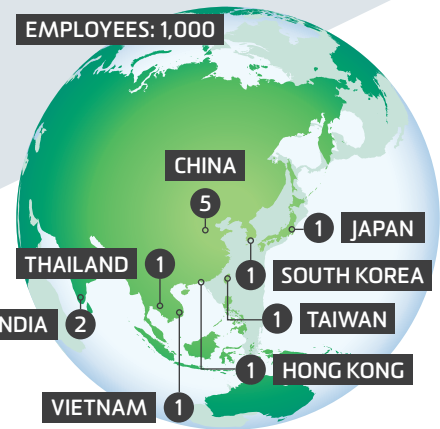 EMPLOYEES: 1,000
CHINA
5
1 JAPAN
THAILAND 1
1 SOUTH KOREA
NDIA 2
1 TAIWAN
1 HONG KONG
VIETNAM 1